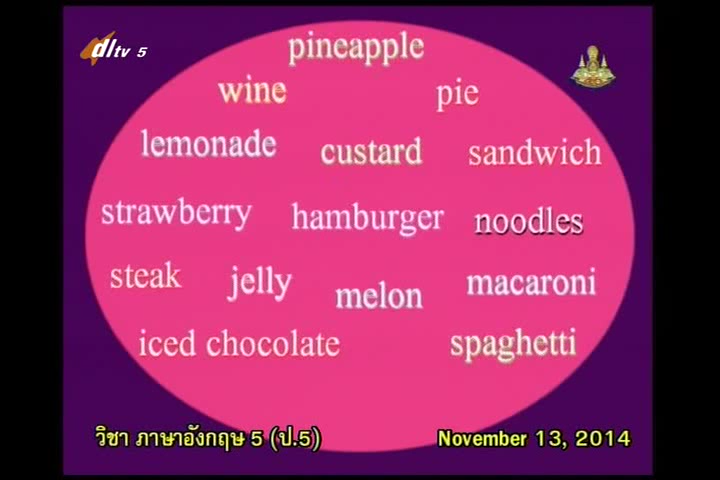 dltv 5
pineapple
wine pie
lemonade custard sandwich
strawberry hamburger noodles
steak jelly melon macaroni
iced chocolate spaghetti
วิชา ภาษาอังกฤษ 5 (ป.5) November 13, 2014